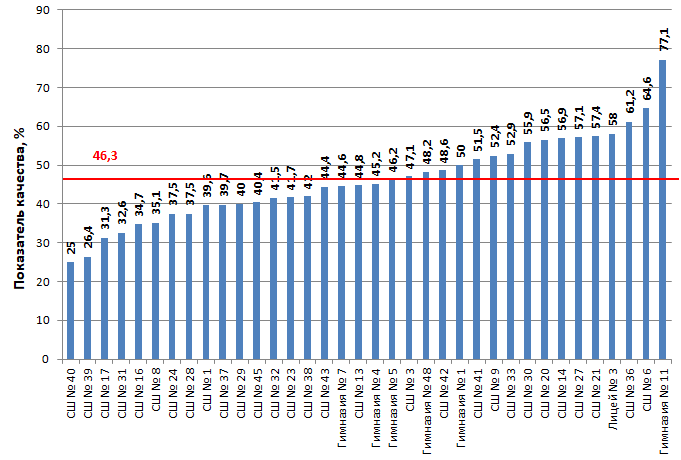 Показатель качества, %
90
80
70
60
50
40
30
20
10
0
46,3
25
26,4
31,3
32,6
34,7
35,1
37,5
37,5
39,6
39,7
40
40,4
41,5
41,7
42
44,4
44,6
44,8
45,2
46,2
47,1
48,2
48,6
50
51,5
52,4
52,9
55,9
56,5
56,9
57,1
57,4
58
61,2
64,6
77,1
СШ № 40
СШ № 39
СШ № 17
СШ № 31
СШ № 16
СШ № 8
СШ № 24
СШ № 28
СШ № 1
СШ № 37
СШ № 29
СШ № 45
СШ № 32
СШ № 23
СШ № 38
СШ № 43
Гимназия № 7
СШ № 13
Гимназия № 4
Гимназия № 5
СШ № 3
Гимназия № 48
СШ № 42
Гимназия № 1
СШ № 41
СШ № 9
СШ № 33
СШ № 30
СШ № 20
СШ № 14
СШ № 27
СШ № 21
Лицей № 3
СШ № 36
СШ № 6
Гимназия № 11